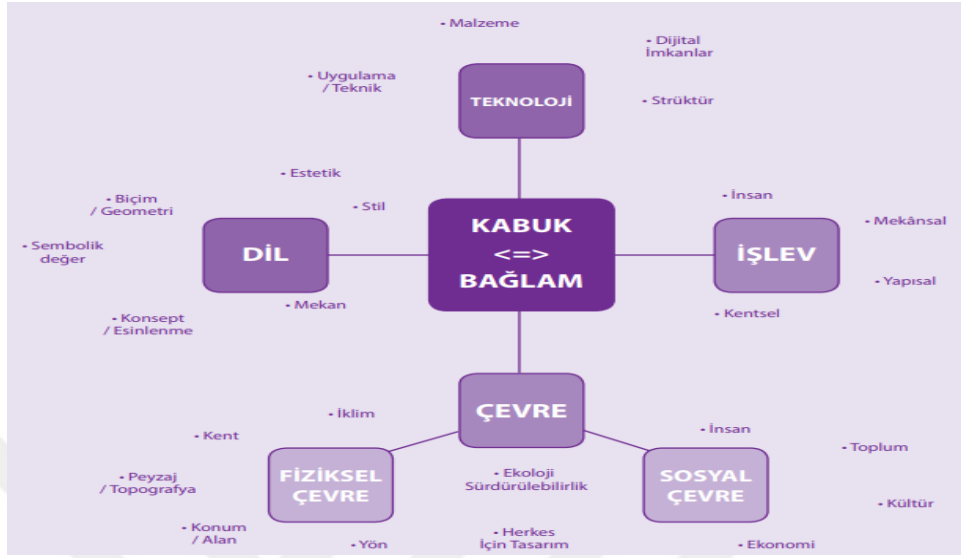 - Malzeme
- Dijital
İmkanlar
- Uygulama
/ Teknik
TEKNOLOJİ
- Strüktür
- Estetik
- Biçim
/ Geometri
- Stil
- Sembolik
değer
DİL
- Mekan
- Konsept
/ Esinlenme
KABUK
<=>
BAĞLAM
- İnsan
- Mekânsal
İŞLEV
- Yapısal
- Kentsel
ÇEVRE
- İklim
- Kent
- Peyzaj
/ Topografya
FİZİKSEL
ÇEVRE
- Konum
/ Alan
- Yön
- Ekoloji
Sürdürülebilirlik
- Herkes
İçin Tasarım
- İnsan
- Toplum
SOSYAL
ÇEVRE
- Kültür
- Ekonomi